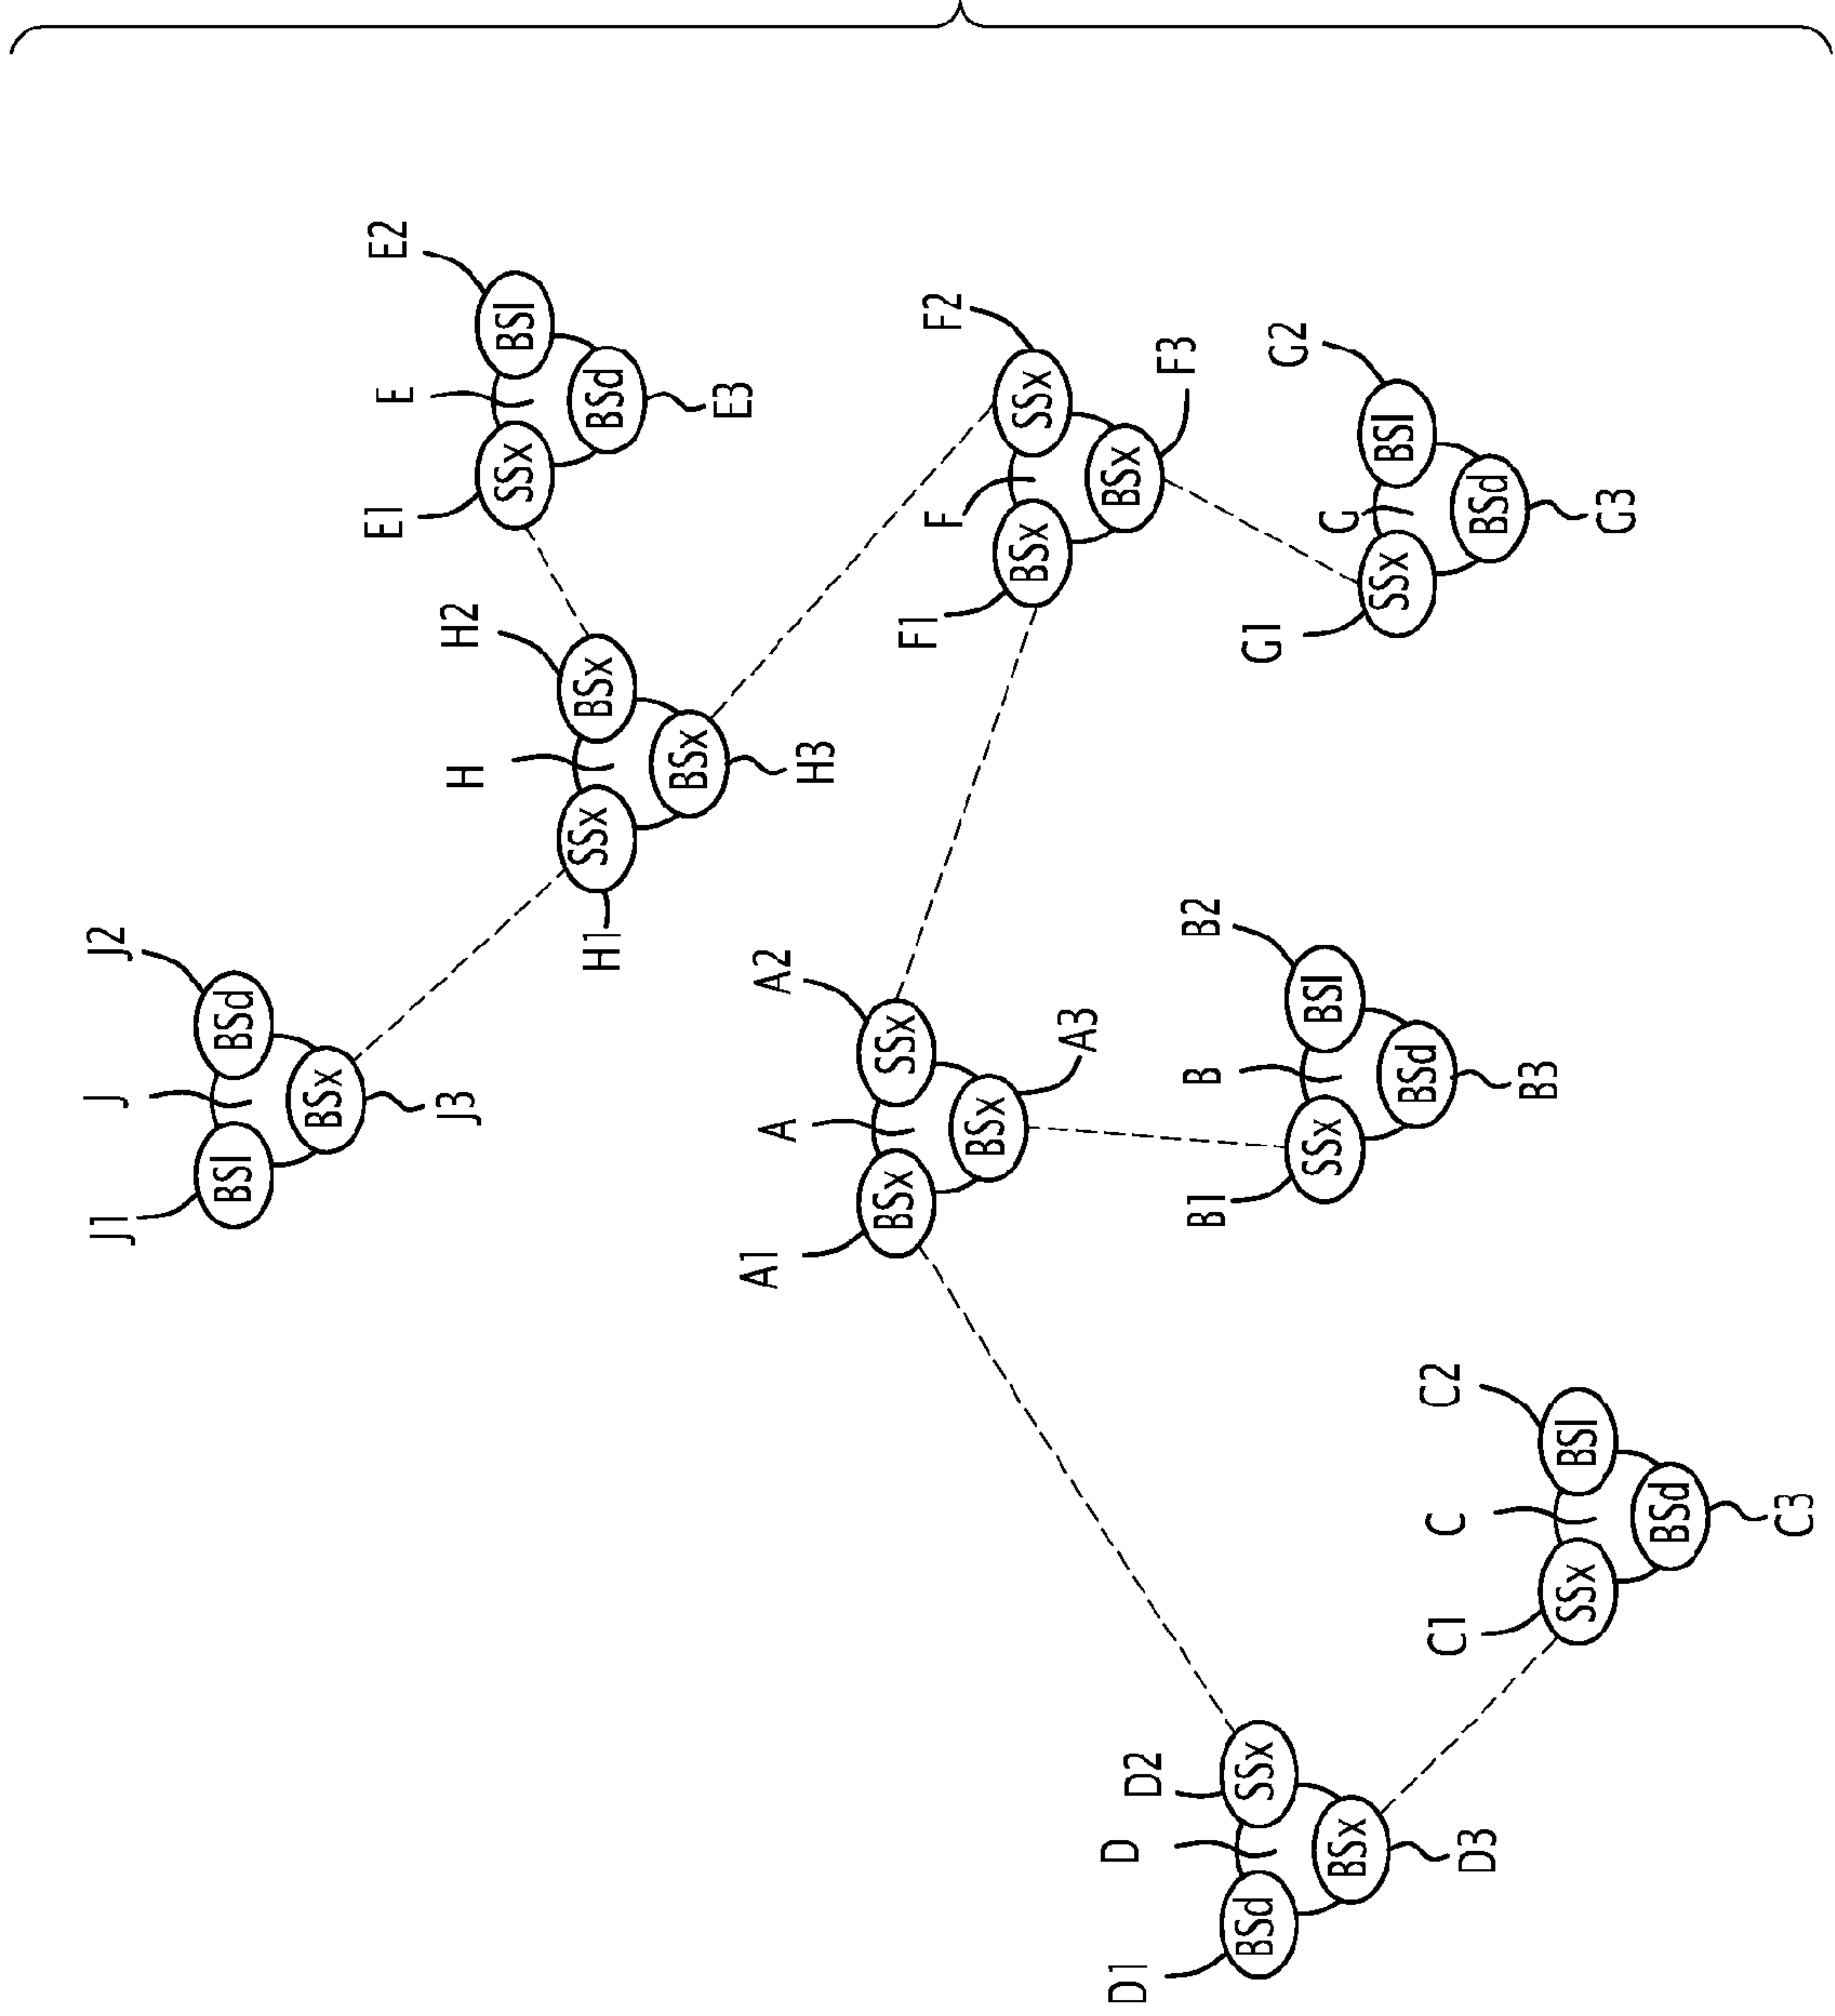 J
J1
BSl
J2
BSd
J3
BSx
E
E1
SSx
E2
BSl
E3
BSd
H
H1
SSx
H2
BSx
H3
BSx
A
A1
BSx
A2
SSx
A3
BSx
F
F1
BSx
F2
SSx
F3
BSx
D
D1
BSd
D2
SSx
D3
BSx
B
B1
SSx
B2
BSl
B3
BSd
G
G1
SSx
G2
BSl
G3
BSd
C
C1
SSx
C2
BSl
C3
BSd